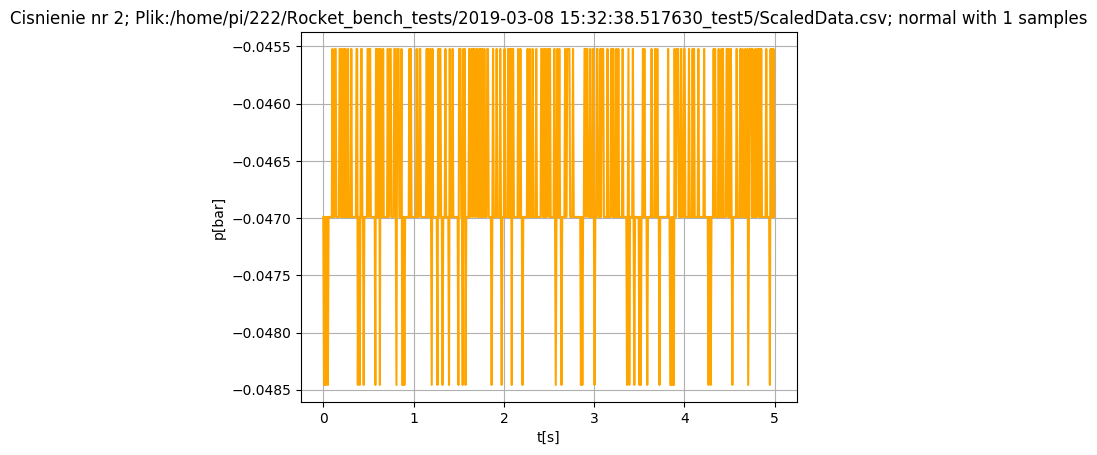 Cisnienie nr 2; Plik:/home/pi/222/Rocket_bench_tests/2019-03-08 15:32:38.517630_test5/ScaledData.csv; normal with 1 samples
−0.0455
−0.0460
−0.0465
−0.0470
−0.0475
−0.0480
−0.0485
p[bar]
0 1 2 3 4 5
t[s]